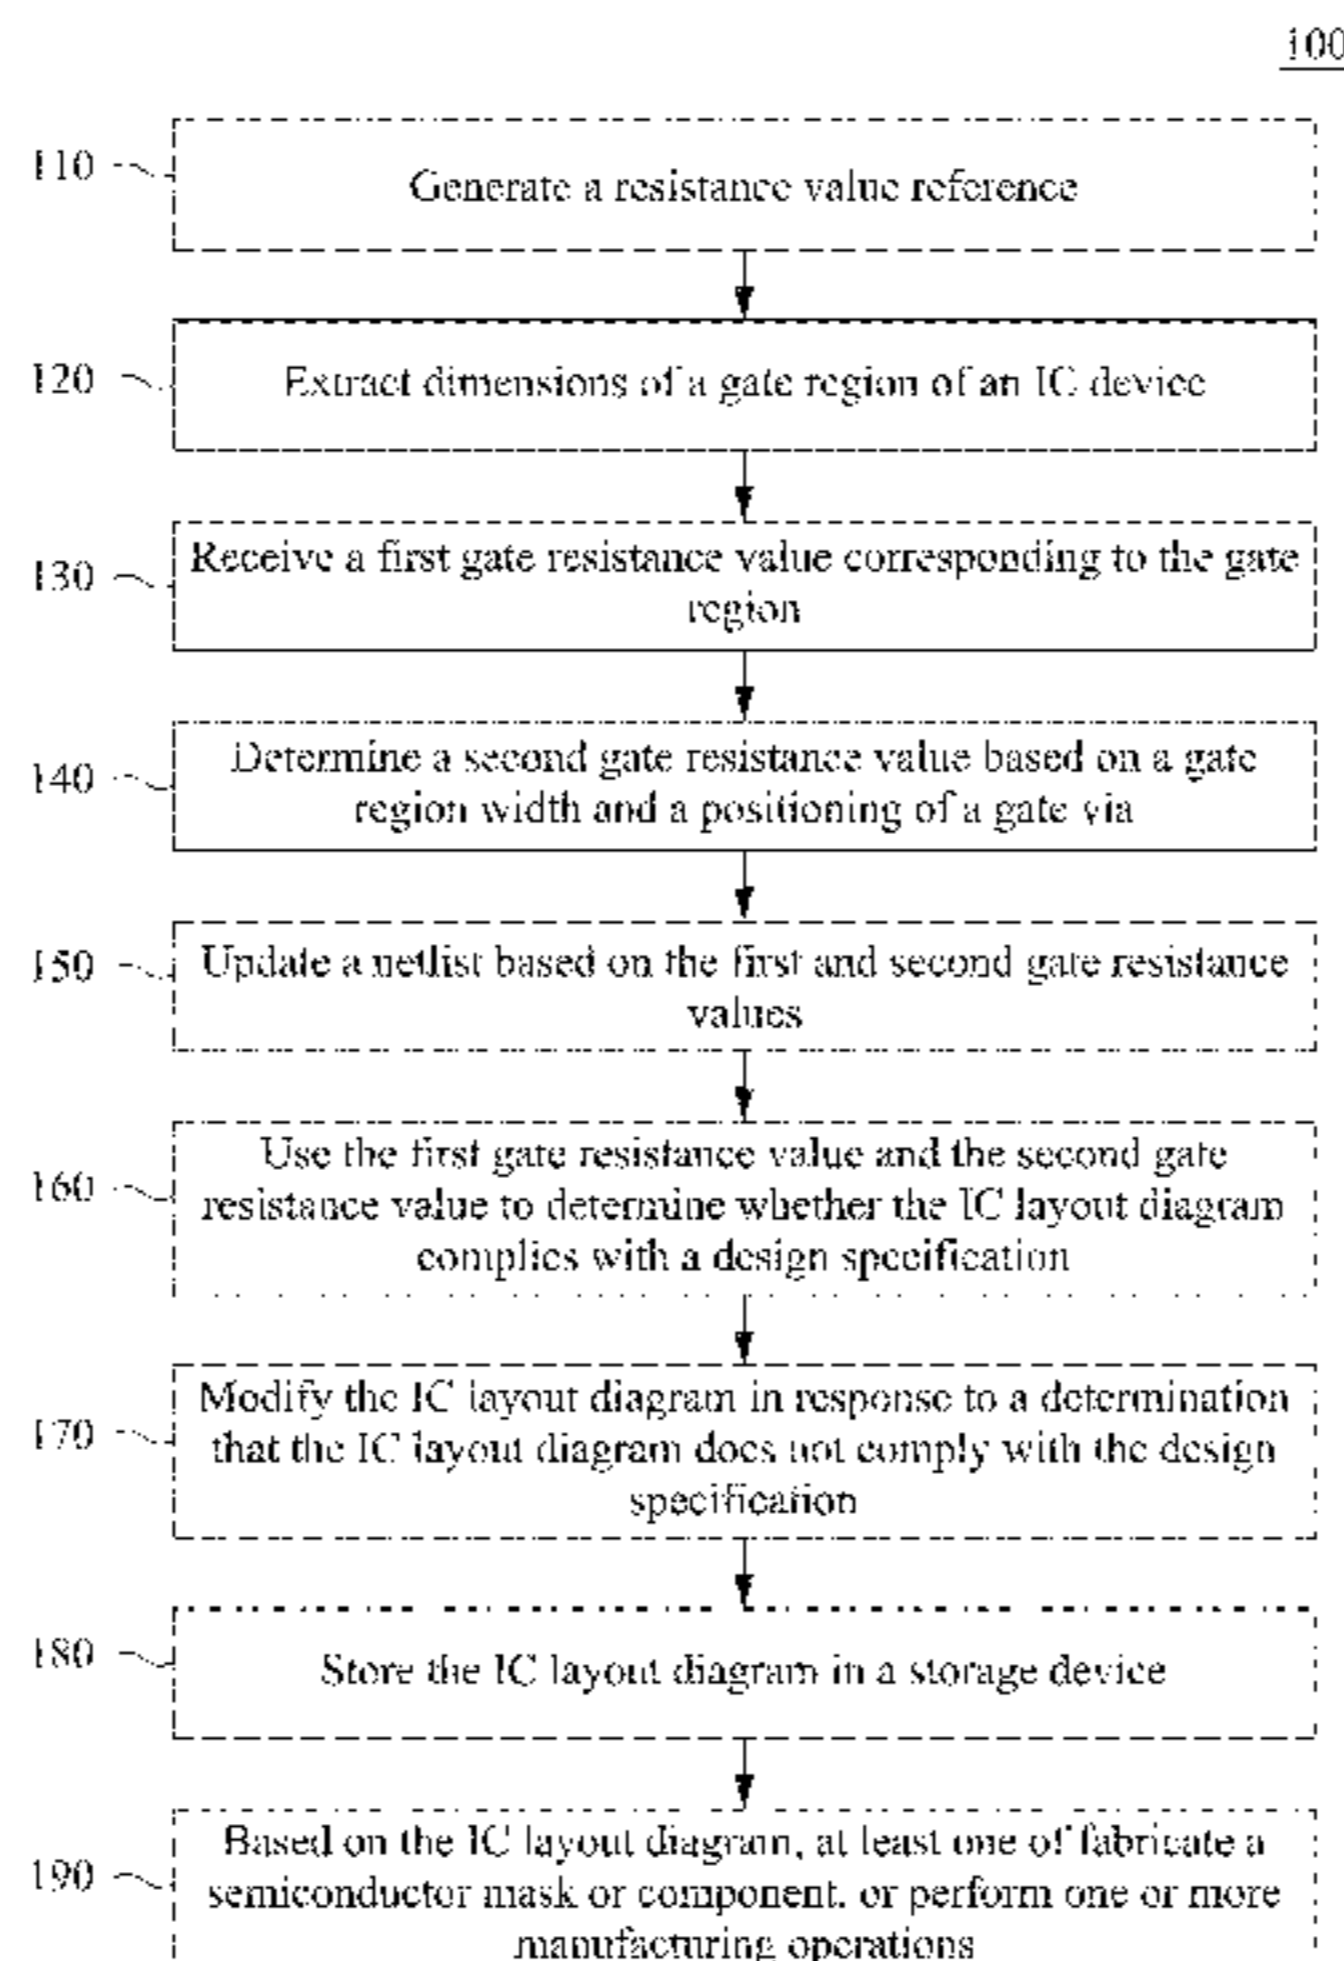 100
110
Generate a resistance value reference
120
Extract dimensions of a gate region of an IC device
130
Receive a first gate resistance value corresponding to the gate
region
140
Determine a second gate resistance value based on a gate
region width and a positioning of a gate via
150
Update a netlist based on the first and second gate resistance
values
160
Use the first gate resistance value and the second gate
resistance value to determine whether the IC layout diagram
complies with a design specification
170
Modify the IC layout diagram in response to a determination
that the IC layout diagram does not comply with the design
specification
180
Store the IC layout diagram in a storage device
190
Based on the IC layout diagram, at least one of fabricate a
semiconductor mask or component, or perform one or more
manufacturing operations